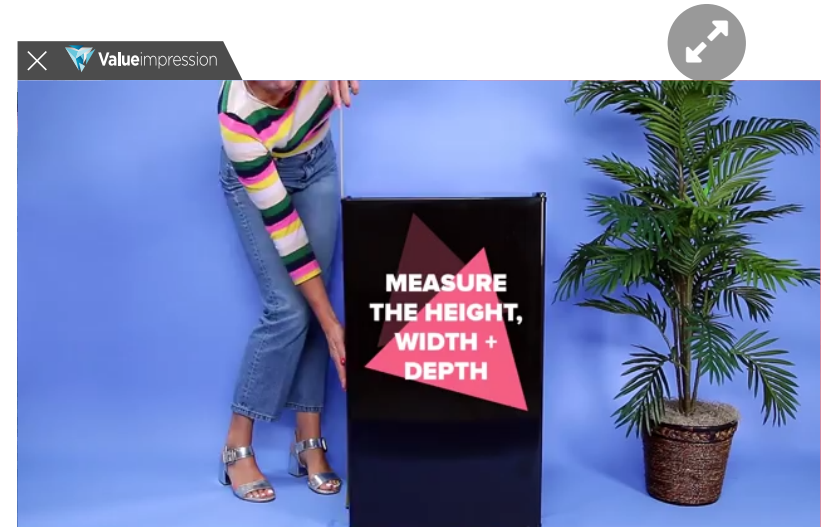 Valueimpression
MEASURE
THE HEIGHT,
WIDTH +
DEPTH